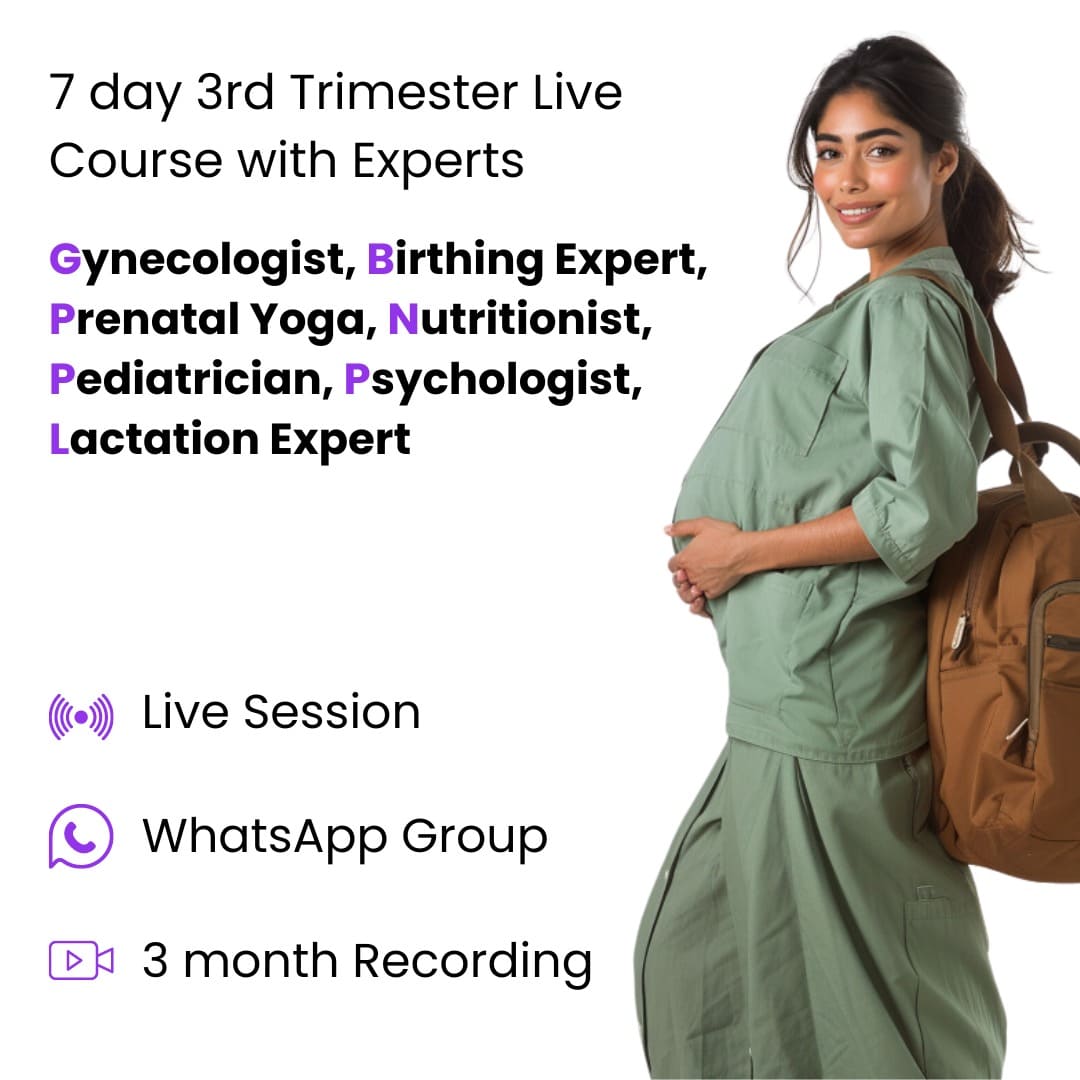 7 day 3rd Trimester Live
Course with Experts
Gynecologist, Birthing Expert,
Prenatal Yoga, Nutritionist,
Pediatrician, Psychologist,
Lactation Expert
Live Session
WhatsApp Group
3 month Recording